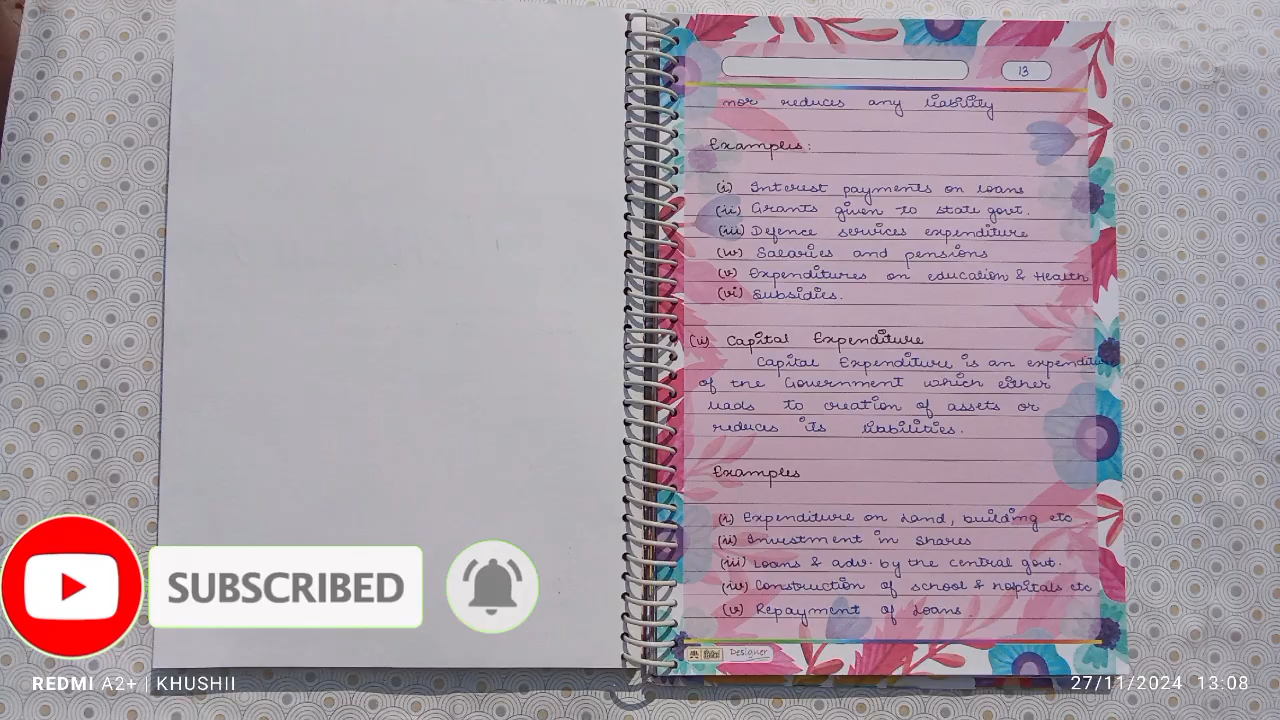 13
nor reduces any liability
Examples:
(i) Interest payments on loans
(ii) Grants given to state govt.
(iii) Defence services expenditure
(iv) Salaries and pensions
(v) Expenditures on education & Health
(vi) Subsidies.
(ii) Capital Expenditure
Capital Expenditure is an expenditure
of the Government which either
leads to creation of assets or
reduces its liabilities.
Examples
(i) Expenditure on Land, building etc.
(ii) Investment in Shares
(iii) Loans & adv. by the central govt.
(iv) Construction of school & hopitals etc
(v) Repayment of Loans.
Designer
SUBSCRIBED
REDMI A2+ | KHUSHII
27/11/2024 13:08